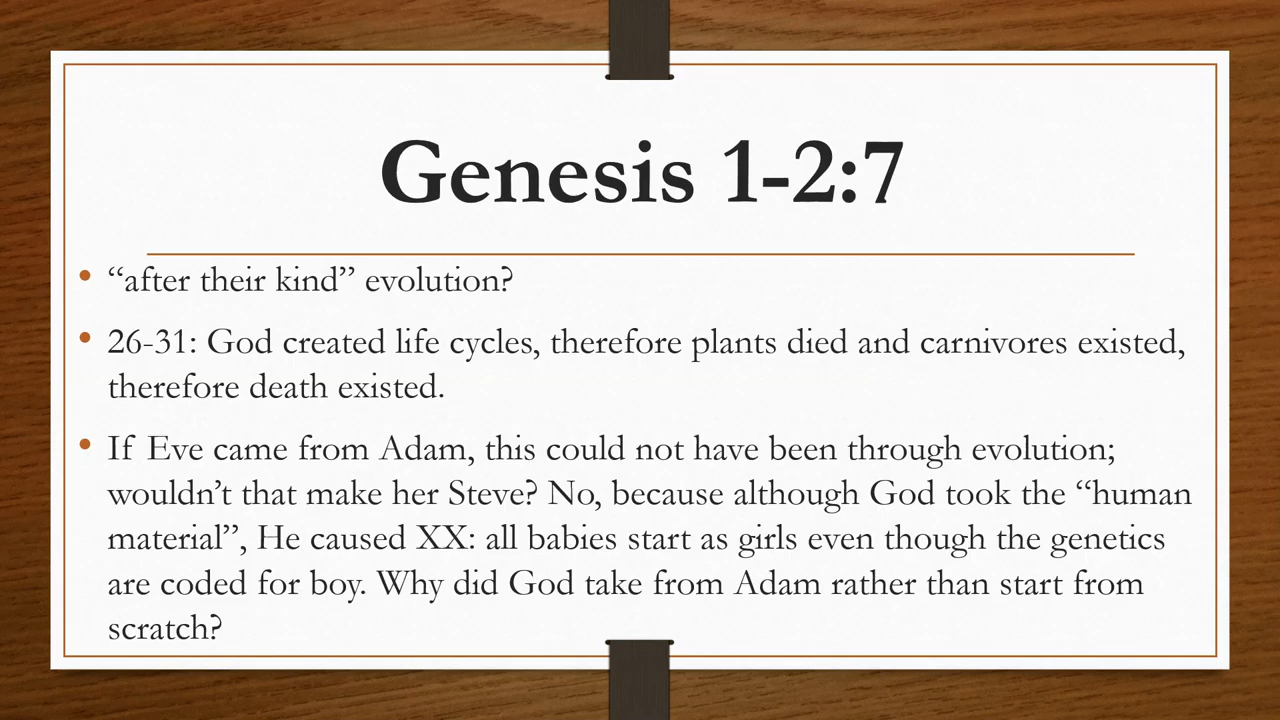 Genesis 1-2:7
• “after their kind” evolution?
• 26-31: God created life cycles, therefore plants died and carnivores existed,
therefore death existed.
• If Eve came from Adam, this could not have been through evolution;
wouldn’t that make her Steve? No, because although God took the “human
material”, He caused XX: all babies start as girls even though the genetics
are coded for boy. Why did God take from Adam rather than start from
scratch?